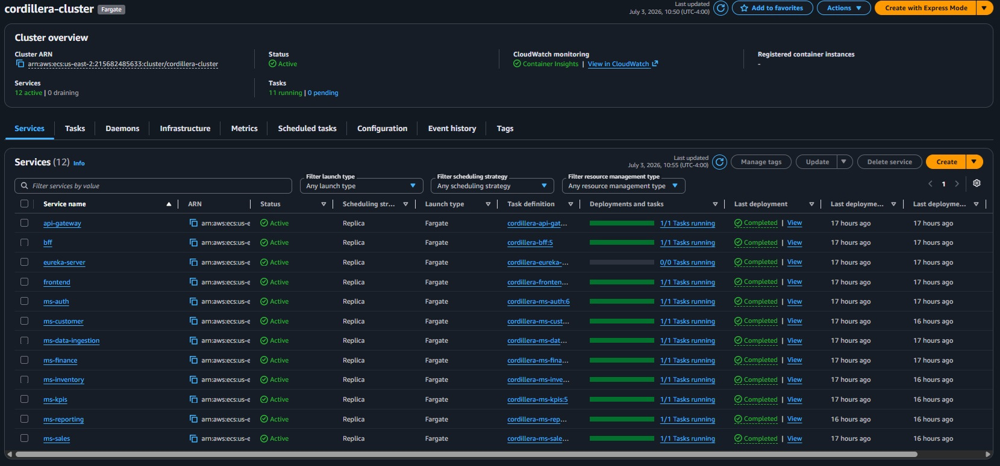 cordillera-cluster Fargate
Last updated
July 3, 2026, 10:50 (UTC-4:00)
Add to favorites
Actions
Create with Express Mode
Cluster overview
Cluster ARN
arn:aws:ecs:us-east-2:215682485633:cluster/cordillera-cluster
Status
Active
CloudWatch monitoring
Container Insights | View in CloudWatch
Registered container instances
-
Services
12 active | 0 draining
Tasks
11 running | 0 pending
Services Tasks Daemons Infrastructure Metrics Scheduled tasks Configuration Event history Tags
Services (12) Info
Last updated
July 3, 2026, 10:55 (UTC-4:00)
Manage tags
Update
Delete service
Create
Filter services by value
Filter launch type
Any launch type
Filter scheduling strategy
Any scheduling strategy
Filter resource management type
Any resource management type
1
Service name ARN Status Scheduling str... Launch type Task definition Deployments and tasks Last deployment Last deployme... Last deployme...
api-gateway arn:aws:ecs:us-e Active Replica Fargate cordillera-api-gat... 1/1 Tasks running Completed | View 17 hours ago 17 hours ago
bff arn:aws:ecs:us-e Active Replica Fargate cordillera-bff:5 1/1 Tasks running Completed | View 17 hours ago 17 hours ago
eureka-server arn:aws:ecs:us-e Active Replica Fargate cordillera-eureka-... 0/0 Tasks running Completed | View 17 hours ago 17 hours ago
frontend arn:aws:ecs:us-e Active Replica Fargate cordillera-fronten... 1/1 Tasks running Completed | View 17 hours ago 17 hours ago
ms-auth arn:aws:ecs:us-e Active Replica Fargate cordillera-ms-auth:6 1/1 Tasks running Completed | View 17 hours ago 17 hours ago
ms-customer arn:aws:ecs:us-e Active Replica Fargate cordillera-ms-cust... 1/1 Tasks running Completed | View 17 hours ago 16 hours ago
ms-data-ingestion arn:aws:ecs:us-e Active Replica Fargate cordillera-ms-dat... 1/1 Tasks running Completed | View 17 hours ago 17 hours ago
ms-finance arn:aws:ecs:us-e Active Replica Fargate cordillera-ms-fina... 1/1 Tasks running Completed | View 17 hours ago 17 hours ago
ms-inventory arn:aws:ecs:us-e Active Replica Fargate cordillera-ms-inve... 1/1 Tasks running Completed | View 17 hours ago 16 hours ago
ms-kpis arn:aws:ecs:us-e Active Replica Fargate cordillera-ms-kpis:5 1/1 Tasks running Completed | View 17 hours ago 16 hours ago
ms-reporting arn:aws:ecs:us-e Active Replica Fargate cordillera-ms-rep... 1/1 Tasks running Completed | View 16 hours ago 16 hours ago
ms-sales arn:aws:ecs:us-e Active Replica Fargate cordillera-ms-sale... 1/1 Tasks running Completed | View 17 hours ago 16 hours ago